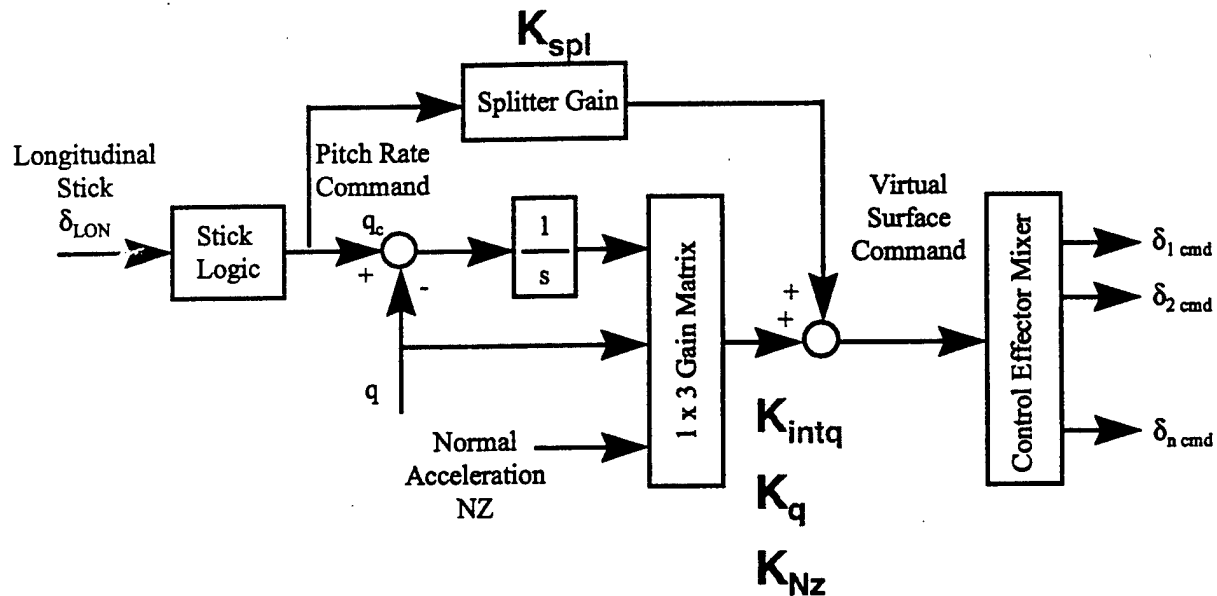 K_spl
Splitter Gain
Longitudinal
Stick
δ_LON
Stick
Logic
Pitch Rate
Command
q_c
+
-
1
s
q
Normal
Acceleration
NZ
1 x 3 Gain Matrix
+
+
K_intq
K_q
K_Nz
Virtual
Surface
Command
Control Effector Mixer
δ_1 cmd
δ_2 cmd
δ_n cmd